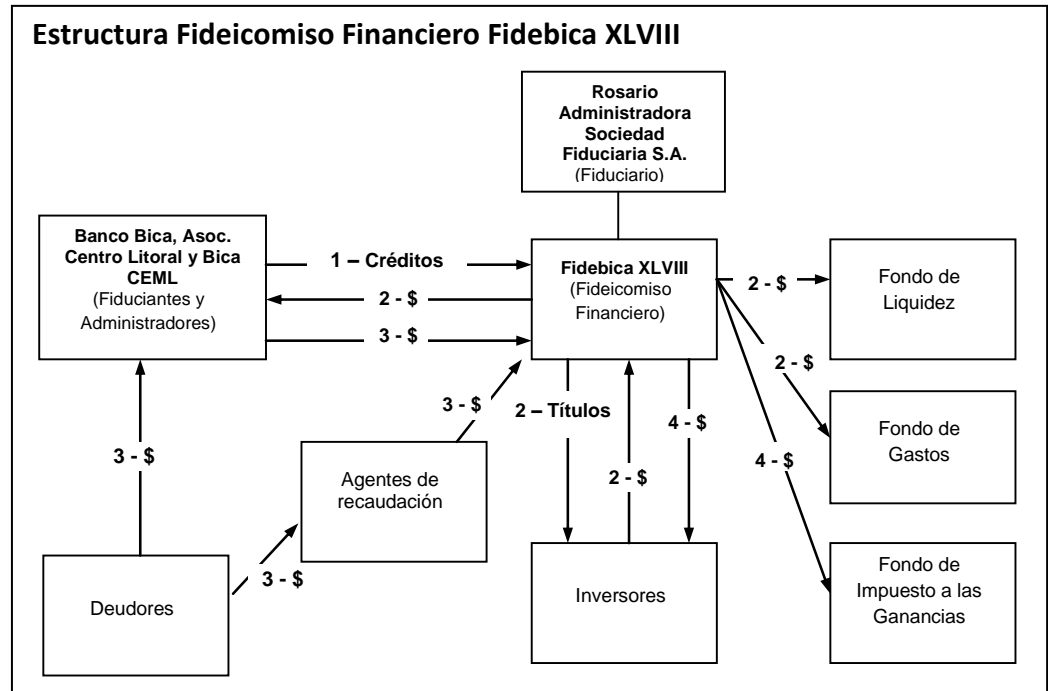 Estructura Fideicomiso Financiero Fidebica XLVIII
Rosario
Administradora
Sociedad
Fiduciaria S.A.
(Fiduciario)
Banco Bica, Asoc.
Centro Litoral y Bica
CEML
(Fiduciantes y
Administradores)
1 – Créditos
2 - $
3 - $
Fidebica XLVIII
(Fideicomiso
Financiero)
2 - $
Fondo de
Liquidez
2 - $
Fondo de
Gastos
4 - $
Fondo de
Impuesto a las
Ganancias
3 - $
3 - $
2 – Títulos
4 - $
2 - $
Agentes de
recaudación
3 - $
Deudores
Inversores